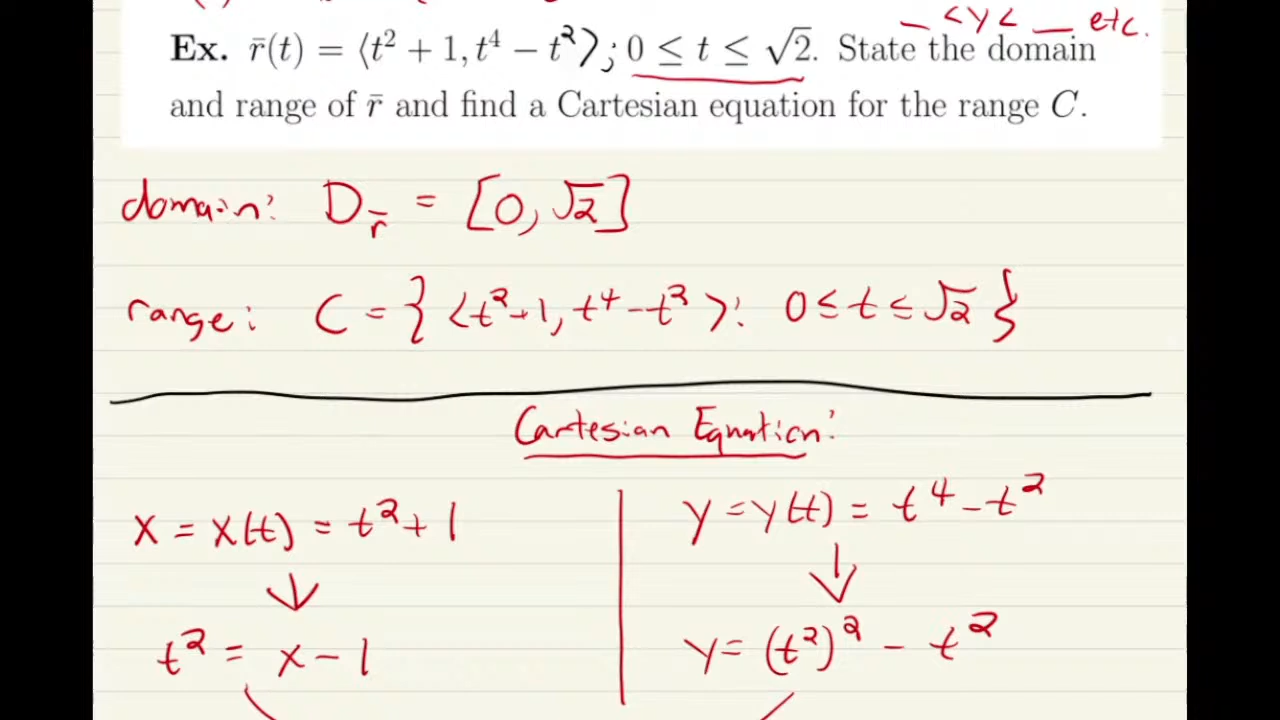 _ < y < _ etc.
Ex. r̄(t) = ⟨t² + 1, t⁴ − t²⟩; 0 ≤ t ≤ √2. State the domain
and range of r̄ and find a Cartesian equation for the range C.
domain: D_r̄ = [0, √2]
range: C = { <t²+1, t⁴−t²>: 0 ≤ t ≤ √2 }
Cartesian Equation:
x = x(t) = t² + 1
y = y(t) = t⁴ − t²
t² = x − 1
y = (t²)² − t²